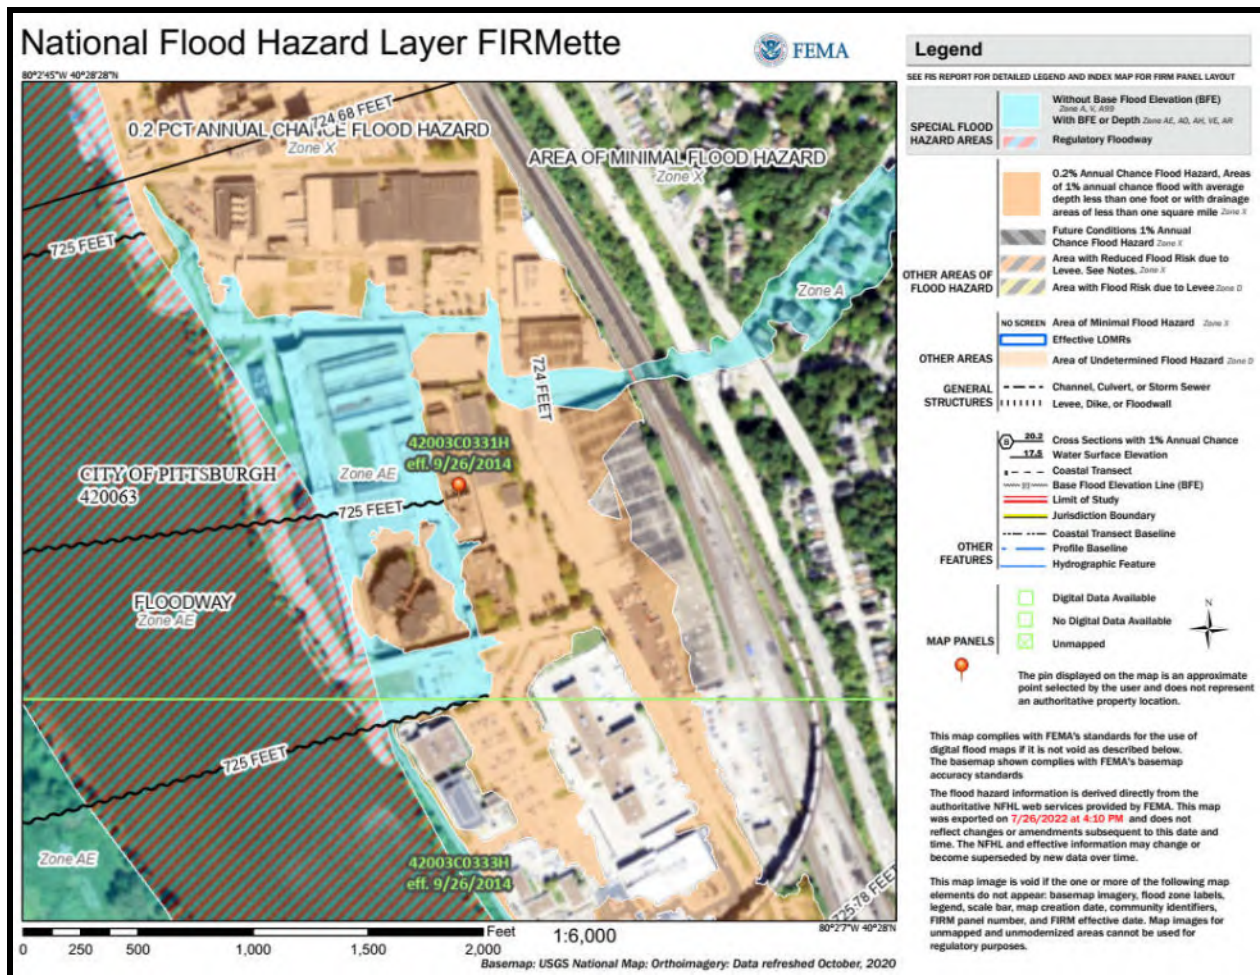 National Flood Hazard Layer FIRMette
FEMA
80°2'45"W 40°28'28"N
724.68 FEET
0.2 PCT ANNUAL CHANCE FLOOD HAZARD
Zone X
AREA OF MINIMAL FLOOD HAZARD
Zone X
725 FEET
Zone A
724 FEET
42003C0331H
eff. 9/26/2014
CITY OF PITTSBURGH
420063
Zone AE
725 FEET
FLOODWAY
Zone AE
725 FEET
Zone AE
42003C0333H
eff. 9/26/2014
725.78 FEET
80°2'7"W 40°28'N
Feet
0 250 500 1,000 1,500 2,000
1:6,000
Basemap: USGS National Map: Orthoimagery: Data refreshed October, 2020
Legend
SEE FIS REPORT FOR DETAILED LEGEND AND INDEX MAP FOR FIRM PANEL LAYOUT
SPECIAL FLOOD
HAZARD AREAS
Without Base Flood Elevation (BFE)
Zone A, V, A99
With BFE or Depth Zone AE, AO, AH, VE, AR
Regulatory Floodway
0.2% Annual Chance Flood Hazard, Areas
of 1% annual chance flood with average
depth less than one foot or with drainage
areas of less than one square mile Zone X
Future Conditions 1% Annual
Chance Flood Hazard Zone X
Area with Reduced Flood Risk due to
Levee. See Notes. Zone X
Area with Flood Risk due to Levee Zone D
OTHER AREAS OF
FLOOD HAZARD
NO SCREEN Area of Minimal Flood Hazard Zone X
Effective LOMRs
OTHER AREAS
Area of Undetermined Flood Hazard Zone D
GENERAL
STRUCTURES
Channel, Culvert, or Storm Sewer
Levee, Dike, or Floodwall
B 20.2 Cross Sections with 1% Annual Chance
17.5 Water Surface Elevation
Coastal Transect
Base Flood Elevation Line (BFE)
Limit of Study
Jurisdiction Boundary
Coastal Transect Baseline
OTHER
FEATURES
Profile Baseline
Hydrographic Feature
Digital Data Available
No Digital Data Available
MAP PANELS
Unmapped
N
The pin displayed on the map is an approximate
point selected by the user and does not represent
an authoritative property location.
This map complies with FEMA's standards for the use of
digital flood maps if it is not void as described below.
The basemap shown complies with FEMA's basemap
accuracy standards
The flood hazard information is derived directly from the
authoritative NFHL web services provided by FEMA. This map
was exported on 7/26/2022 at 4:10 PM and does not
reflect changes or amendments subsequent to this date and
time. The NFHL and effective information may change or
become superseded by new data over time.
This map image is void if the one or more of the following map
elements do not appear: basemap imagery, flood zone labels,
legend, scale bar, map creation date, community identifiers,
FIRM panel number, and FIRM effective date. Map images for
unmapped and unmodernized areas cannot be used for
regulatory purposes.